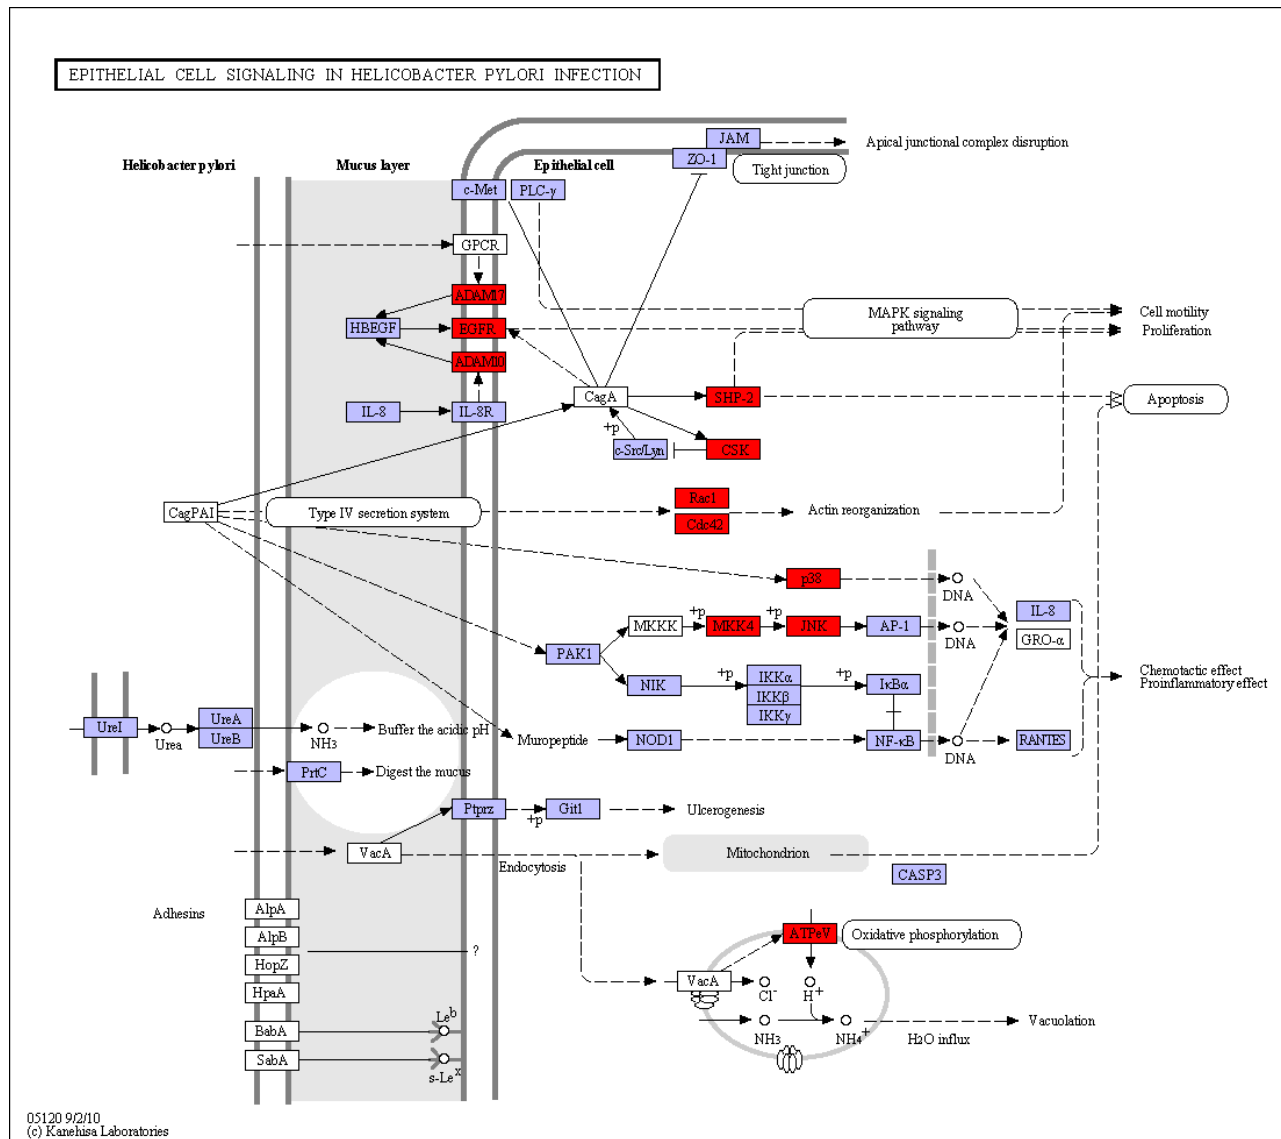 EPITHELIAL CELL SIGNALING IN HELICOBACTER PYLORI INFECTION
JAM
Apical junctional complex disruption
Helicobacter pylori
Mucus layer
Epithelial cell
ZO-1
Tight junction
c-Met
PLC-γ
GPCR
ADAM17
HBEGF
EGFR
MAPK signaling
pathway
Cell motility
Proliferation
ADAM10
CagA
SHP-2
Apoptosis
IL-8
IL-8R
+p
c-Src/Lyn
CSK
CagPAI
Type IV secretion system
Rac1
Cdc42
Actin reorganization
p38
DNA
IL-8
MKKK
+p
MKK4
+p
JNK
AP-1
DNA
GRO-α
PAK1
NIK
+p
IKKα
IKKβ
IKKγ
+p
IκBα
Chemotactic effect
Proinflammatory effect
UreI
Urea
UreA
UreB
NH3
Buffer the acidic pH
Muropeptide
NOD1
NF-κB
DNA
RANTES
PrtC
Digest the mucus
Ptprz
+p
Git1
Ulcerogenesis
VacA
Endocytosis
Mitochondrion
CASP3
Adhesins
AlpA
AlpB
HopZ
HpaA
BabA
SabA
?
Le b
s-Le x
ATPeV
Oxidative phosphorylation
VacA
Cl-
H+
NH3
NH4+
H2O influx
Vacuolation
05120 9/2/10
(c) Kanehisa Laboratories